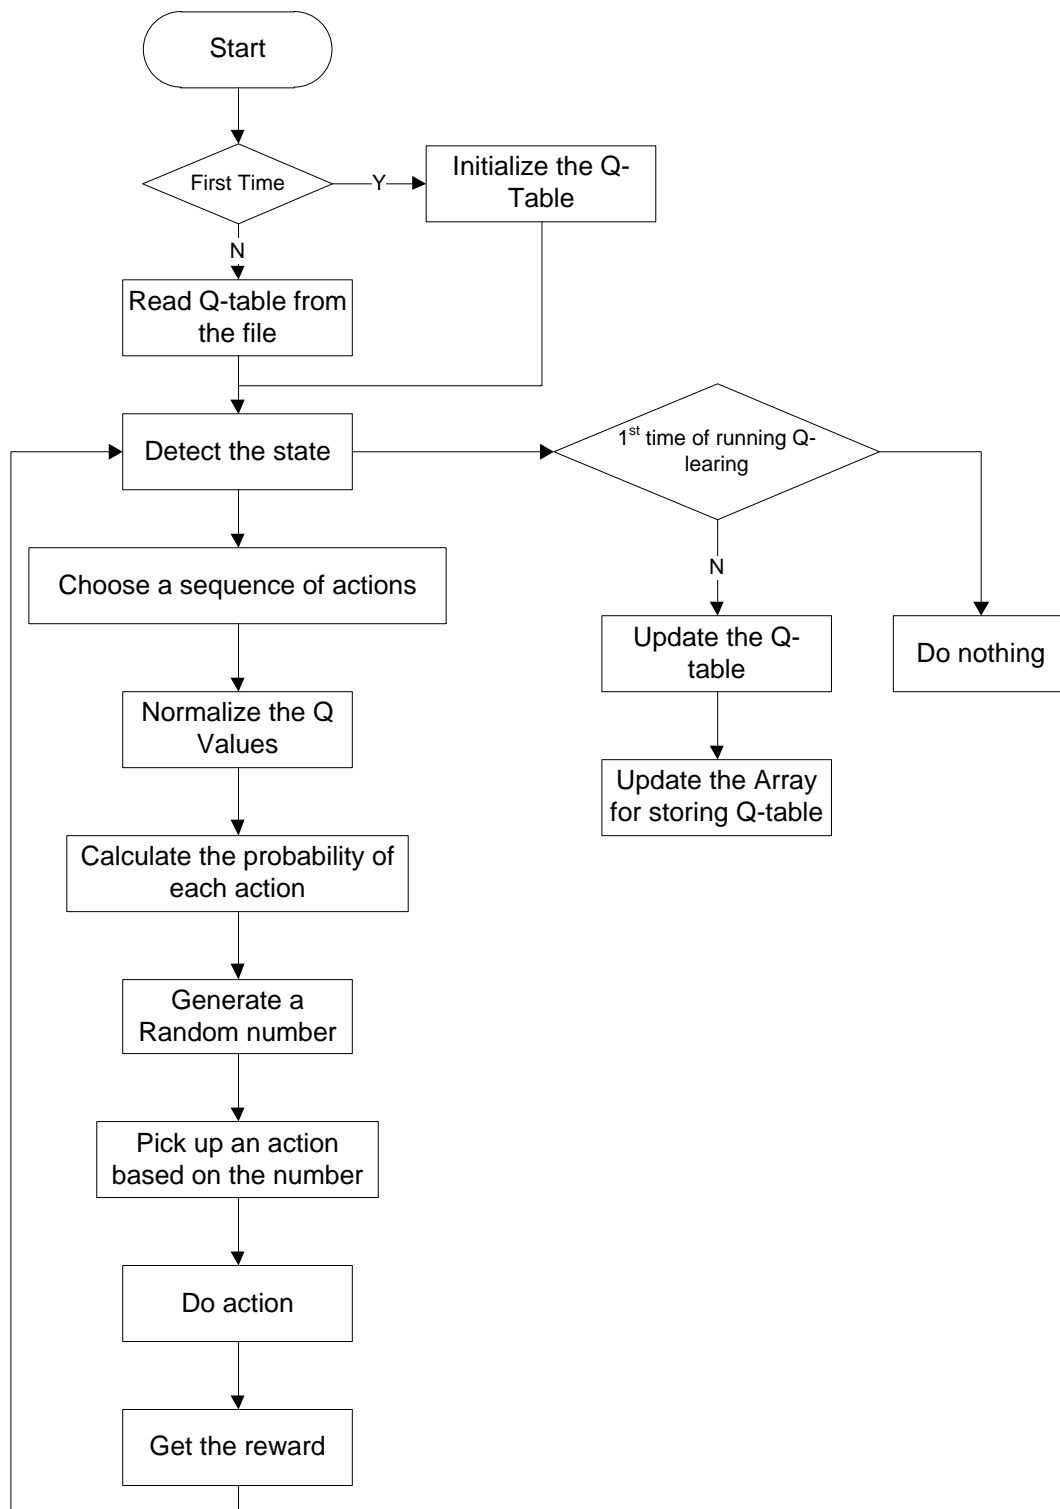 Start
First Time
Y
Initialize the Q-
Table
N
Read Q-table from
the file
Detect the state
1st time of running Q-
learing
Choose a sequence of actions
N
Update the Q-
table
Do nothing
Normalize the Q
Values
Update the Array
for storing Q-table
Calculate the probability of
each action
Generate a
Random number
Pick up an action
based on the number
Do action
Get the reward